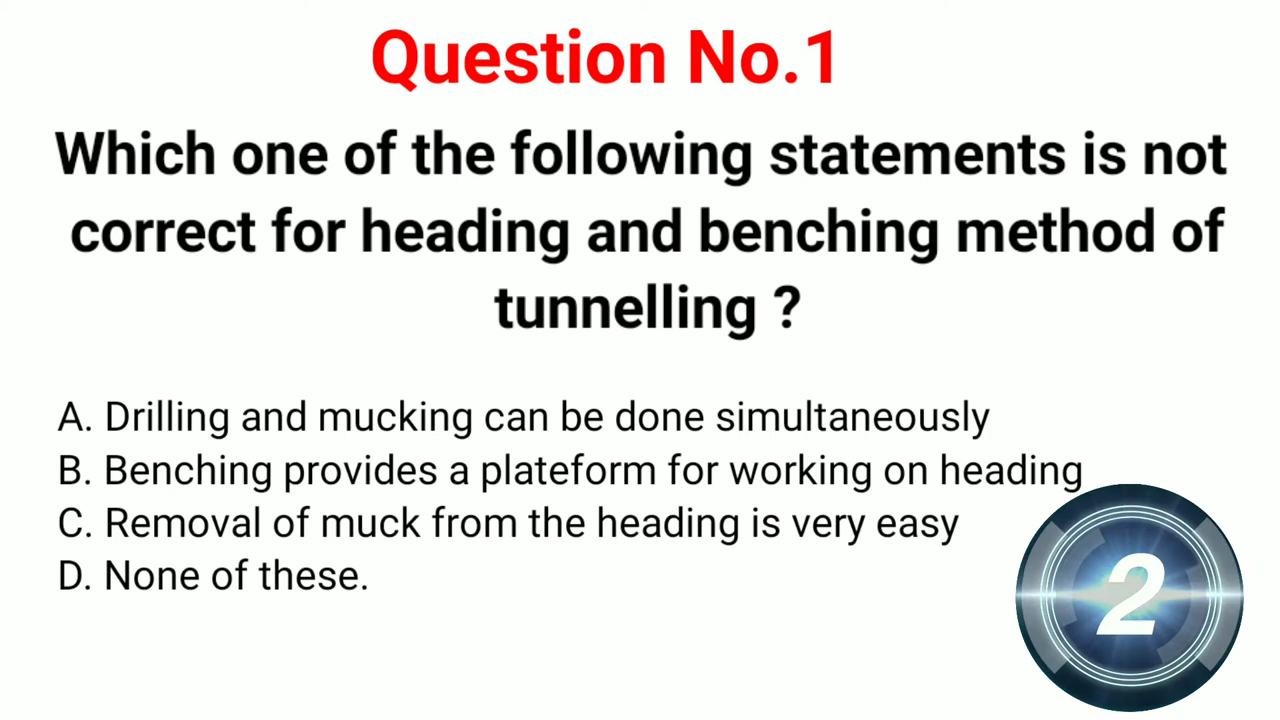 Question No.1
Which one of the following statements is not
correct for heading and benching method of
tunnelling ?
A. Drilling and mucking can be done simultaneously
B. Benching provides a plateform for working on heading
C. Removal of muck from the heading is very easy
D. None of these.
2